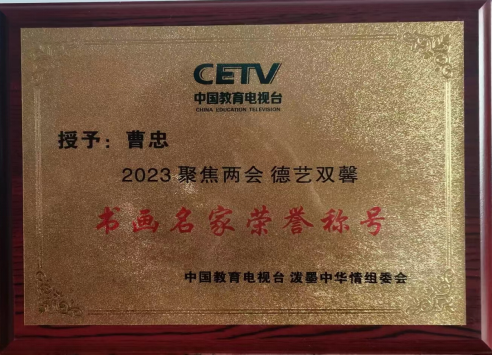 CETV
中国教育电视台
CHINA EDUCATION TELEVISION
授予：曹忠
2023 聚焦两会 德艺双馨
书画名家荣誉称号
中国教育电视台 泼墨中华情组委会